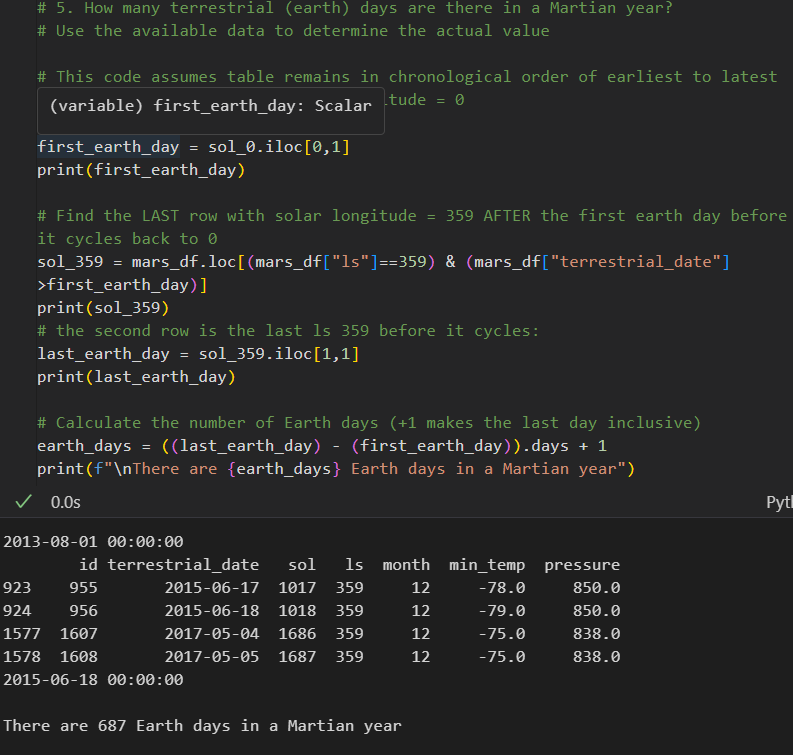 # 5. How many terrestrial (earth) days are there in a Martian year?
# Use the available data to determine the actual value
# This code assumes table remains in chronological order of earliest to latest
(variable) first_earth_day: Scalar
itude = 0
first_earth_day = sol_0.iloc[0,1]
print(first_earth_day)
# Find the LAST row with solar longitude = 359 AFTER the first earth day before
it cycles back to 0
sol_359 = mars_df.loc[(mars_df["ls"]==359) & (mars_df["terrestrial_date"]
>first_earth_day)]
print(sol_359)
# the second row is the last ls 359 before it cycles:
last_earth_day = sol_359.iloc[1,1]
print(last_earth_day)
# Calculate the number of Earth days (+1 makes the last day inclusive)
earth_days = ((last_earth_day) - (first_earth_day)).days + 1
print(f"\nThere are {earth_days} Earth days in a Martian year")
0.0s
Pyt
2013-08-01 00:00:00
id terrestrial_date sol ls month min_temp pressure
923 955 2015-06-17 1017 359 12 -78.0 850.0
924 956 2015-06-18 1018 359 12 -79.0 850.0
1577 1607 2017-05-04 1686 359 12 -75.0 838.0
1578 1608 2017-05-05 1687 359 12 -75.0 838.0
2015-06-18 00:00:00
There are 687 Earth days in a Martian year